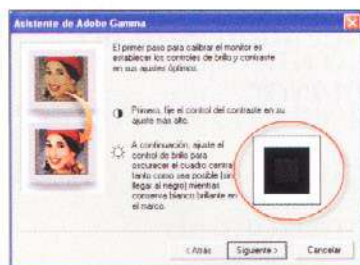 Asistente de Adobe Gamma
El primer paso para calibrar el monitor es
establecer los controles de brillo y contraste
en sus ajustes óptimos.
Primero, fije el control del contraste en su
ajuste más alto.
A continuación, ajuste el
control de brillo para
oscurecer el cuadro central
tanto como sea posible (sin
llegar al negro) mientras
conserva blanco brillante en
el marco.
< Atrás
Siguiente >
Cancelar